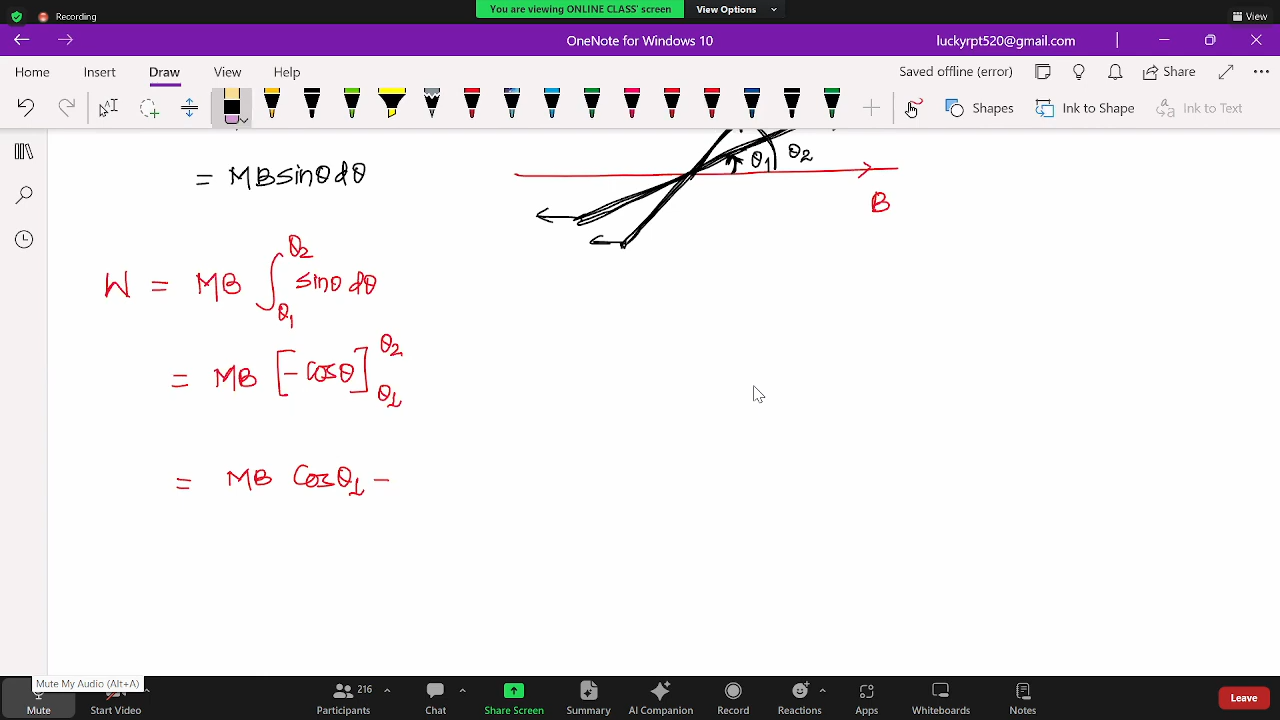 Recording
You are viewing ONLINE CLASS' screen
View Options
View
OneNote for Windows 10
luckyrpt520@gmail.com
Home
Insert
Draw
View
Help
Saved offline (error)
Share
Shapes
Ink to Shape
Ink to Text
= MB sinθ dθ
θ1
θ2
B
W = MB ∫θ1θ2 sinθ dθ
= MB [-cosθ]θ1θ2
= MB Cosθ1 -
Mute My Audio (Alt+A)
Mute
Start Video
216
Participants
Chat
Share Screen
Summary
AI Companion
Record
Reactions
Apps
Whiteboards
Notes
Leave